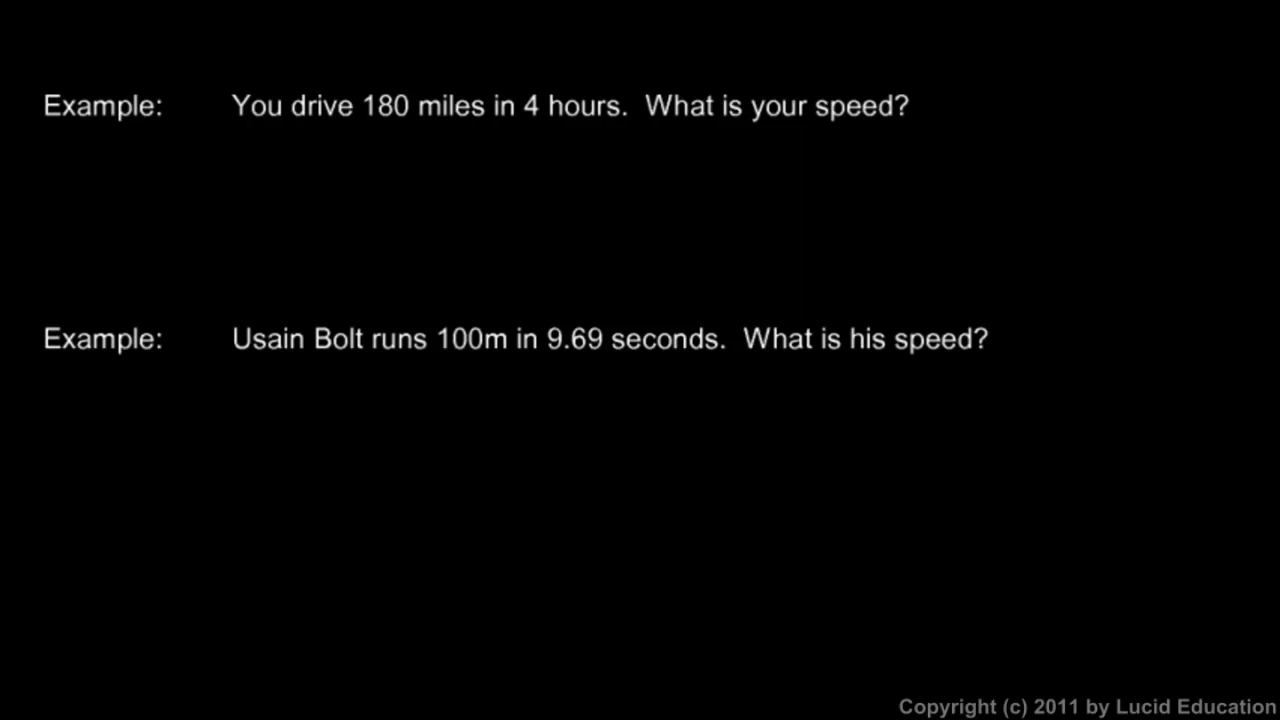 Example: You drive 180 miles in 4 hours. What is your speed?
Example: Usain Bolt runs 100m in 9.69 seconds. What is his speed?
Copyright (c) 2011 by Lucid Education